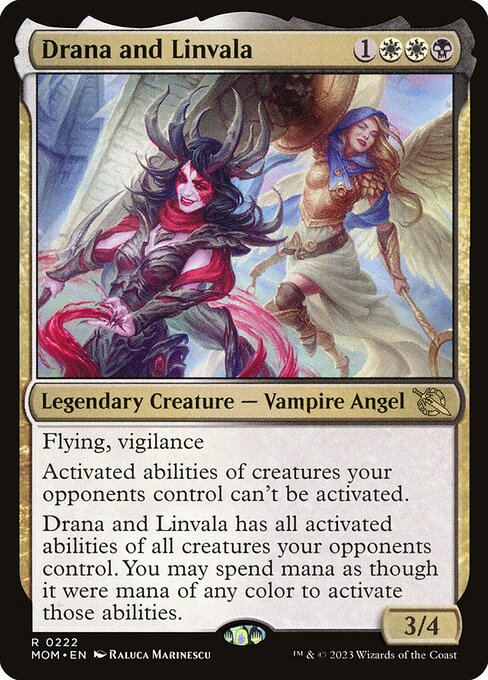 Drana and Linvala 1
Legendary Creature — Vampire Angel
Flying, vigilance
Activated abilities of creatures your
opponents control can't be activated.
Drana and Linvala has all activated
abilities of all creatures your opponents
control. You may spend mana as though
it were mana of any color to activate
those abilities.
3/4
R 0222
MOM • EN Raluca Marinescu
™ & © 2023 Wizards of the Coast